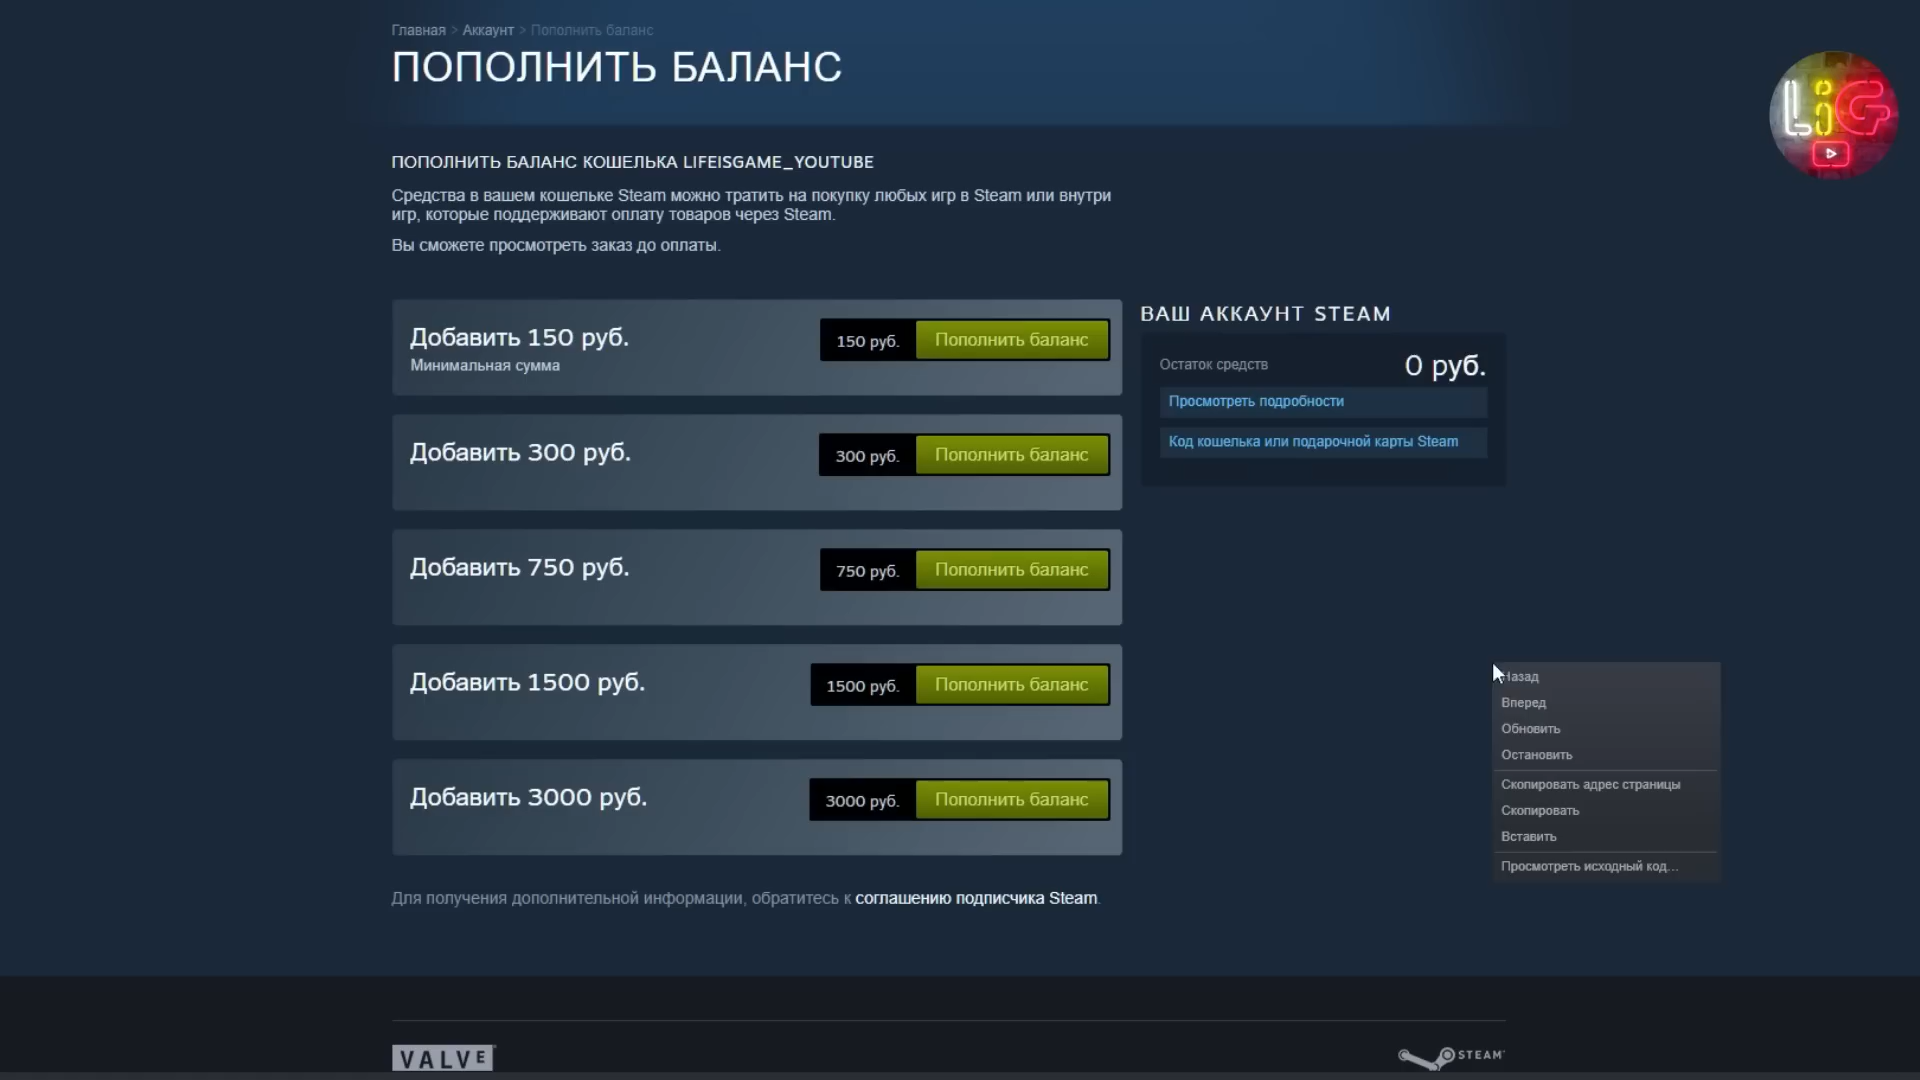 Главная > Аккаунт > Пополнить баланс
ПОПОЛНИТЬ БАЛАНС
LiG
ПОПОЛНИТЬ БАЛАНС КОШЕЛЬКА LIFEISGAME_YOUTUBE
Средства в вашем кошельке Steam можно тратить на покупку любых игр в Steam или внутри
игр, которые поддерживают оплату товаров через Steam.
Вы сможете просмотреть заказ до оплаты.
Добавить 150 руб.
Минимальная сумма
150 руб. Пополнить баланс
Добавить 300 руб.
300 руб. Пополнить баланс
Добавить 750 руб.
750 руб. Пополнить баланс
Добавить 1500 руб.
1500 руб. Пополнить баланс
Добавить 3000 руб.
3000 руб. Пополнить баланс
ВАШ АККАУНТ STEAM
Остаток средств 0 руб.
Просмотреть подробности
Код кошелька или подарочной карты Steam
Назад
Вперед
Обновить
Остановить
Скопировать адрес страницы
Скопировать
Вставить
Просмотреть исходный код...
Для получения дополнительной информации, обратитесь к соглашению подписчика Steam.
VALVE
STEAM